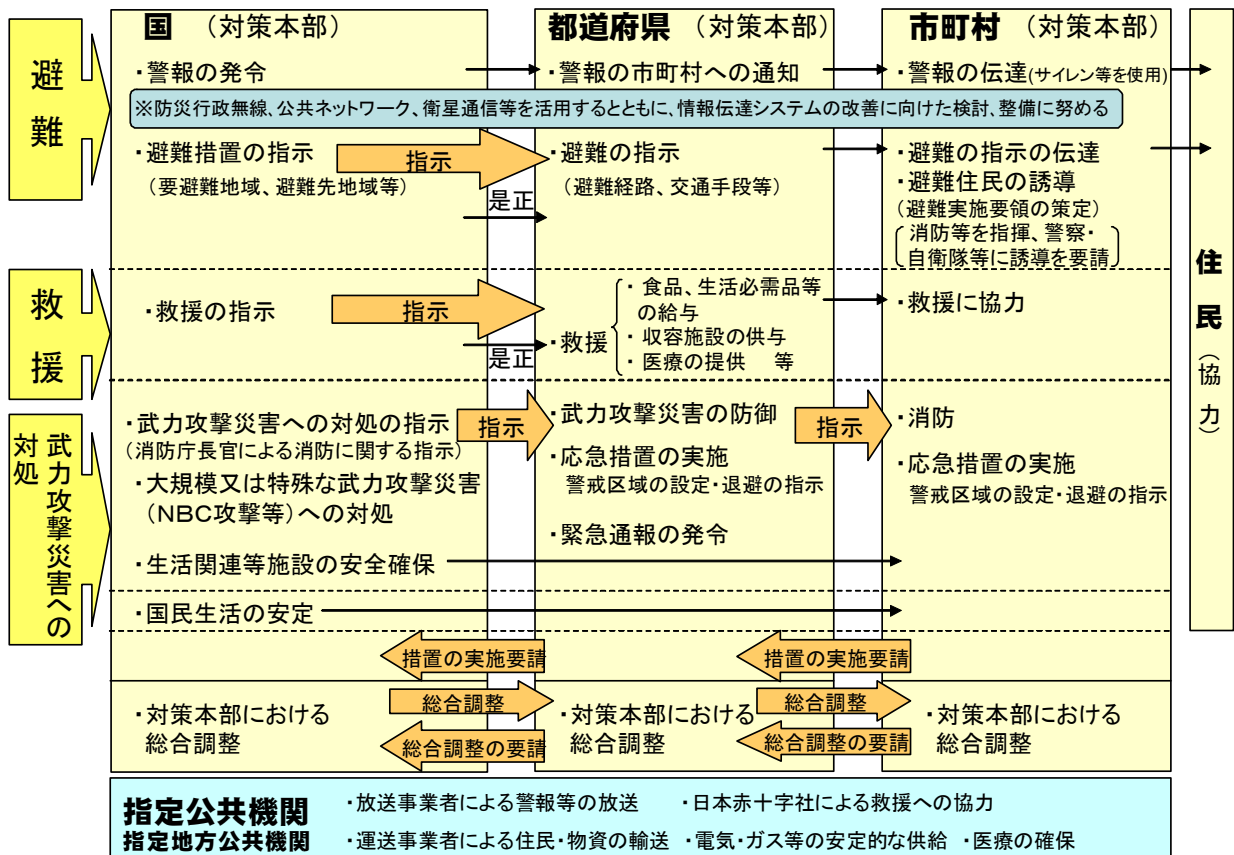 国 （対策本部）
都道府県 （対策本部）
市町村 （対策本部）
避難
・警報の発令
・警報の市町村への通知
・警報の伝達(サイレン等を使用)
※防災行政無線、公共ネットワーク、衛星通信等を活用するとともに、情報伝達システムの改善に向けた検討、整備に努める
・避難措置の指示
（要避難地域、避難先地域等）
指示
是正
・避難の指示
（避難経路、交通手段等）
・避難の指示の伝達
・避難住民の誘導
（避難実施要領の策定）
消防等を指揮、警察・
自衛隊等に誘導を要請
救援
・救援の指示
指示
是正
・救援
・ 食品、生活必需品等
の給与
・ 収容施設の供与
・ 医療の提供 等
・救援に協力
武力攻撃災害への
対処
・武力攻撃災害への対処の指示
（消防庁長官による消防に関する指示）
指示
・武力攻撃災害の防御
指示
・消防
・大規模又は特殊な武力攻撃災害
（NBC攻撃等）への対処
・応急措置の実施
警戒区域の設定・退避の指示
・応急措置の実施
警戒区域の設定・退避の指示
・緊急通報の発令
・生活関連等施設の安全確保
・国民生活の安定
措置の実施要請
措置の実施要請
・対策本部における
総合調整
総合調整
総合調整の要請
・対策本部における
総合調整
総合調整
総合調整の要請
・対策本部における
総合調整
住民（協力）
指定公共機関
指定地方公共機関
・放送事業者による警報等の放送 ・日本赤十字社による救援への協力
・運送事業者による住民・物資の輸送 ・電気・ガス等の安定的な供給 ・医療の確保